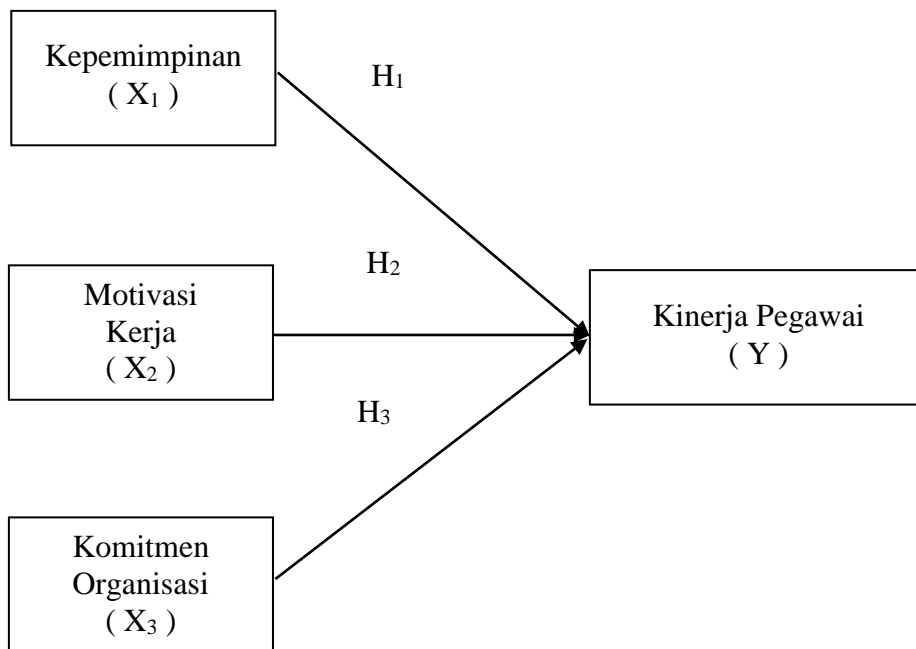 Kepemimpinan
( X₁ )
H₁
Motivasi
Kerja
( X₂ )
H₂
Kinerja Pegawai
( Y )
H₃
Komitmen
Organisasi
( X₃ )